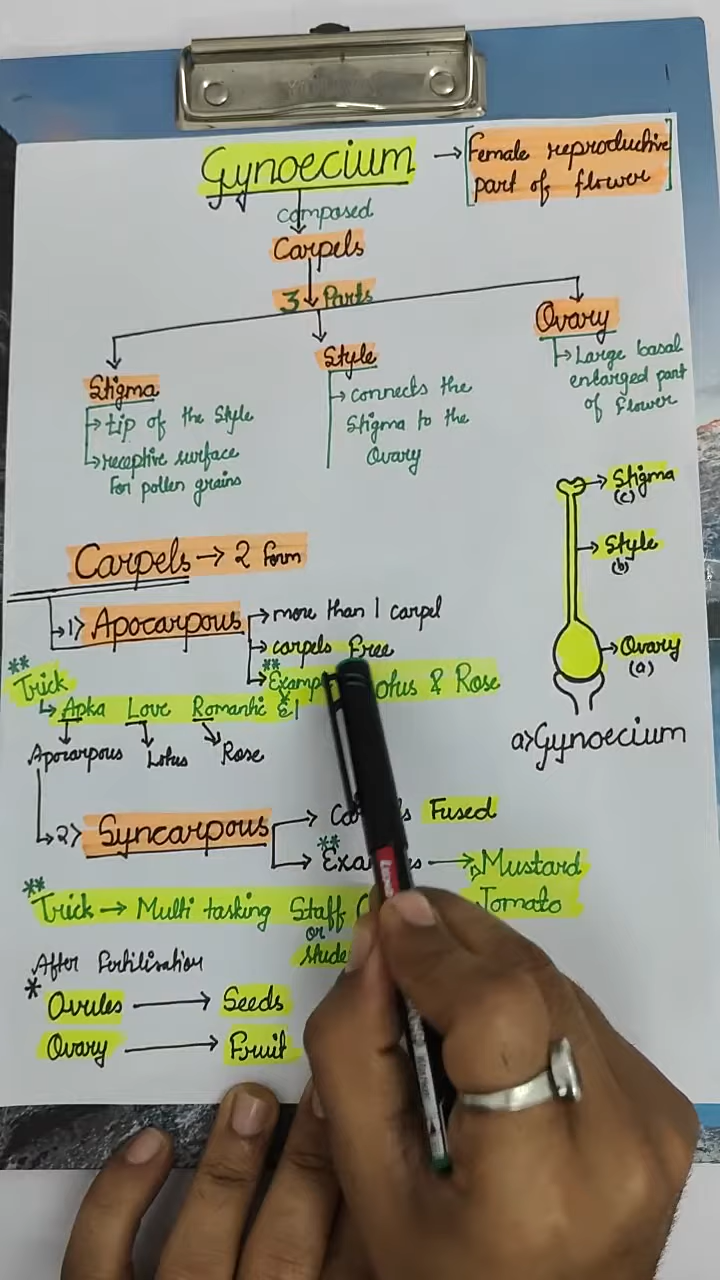 Gynoecium → [Female reproductive
part of flower]
composed
Carpels
3 Parts
Stigma
→ tip of the Style
→ receptive surface
For pollen grains
Style
→ connects the
Stigma to the
Ovary
Ovary
→ Large basal
enlarged part
of Flower
→ Stigma
(c)
→ Style
(b)
→ Ovary
(a)
a> Gynoecium
Carpels → 2 Form
→ 1> Apocarpous → more than 1 carpel
→ carpels Free
** → Lotus & Rose
** Trick
↳ Apka Love Romantic
Apocarpous Lotus Rose
→ 2> Syncarpous → Fused
** → Mustard
Tomato
** Trick → Multi tasking Staff
or
After Fertilisation
* Ovules → Seeds
Ovary → Fruit